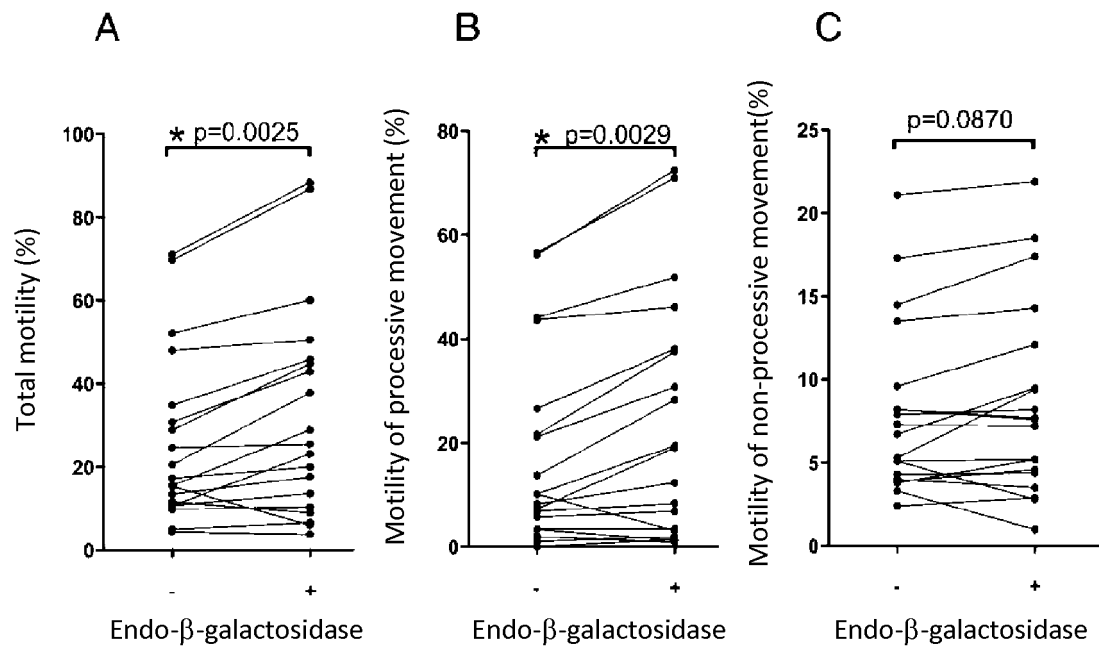 A
B
C
Total motility (%)
100
80
60
40
20
0
* p=0.0025
-
+
Endo-β-galactosidase
Motility of processive movement (%)
80
60
40
20
0
* p=0.0029
-
+
Endo-β-galactosidase
Motility of non-processive movement(%)
25
20
15
10
5
0
p=0.0870
-
+
Endo-β-galactosidase